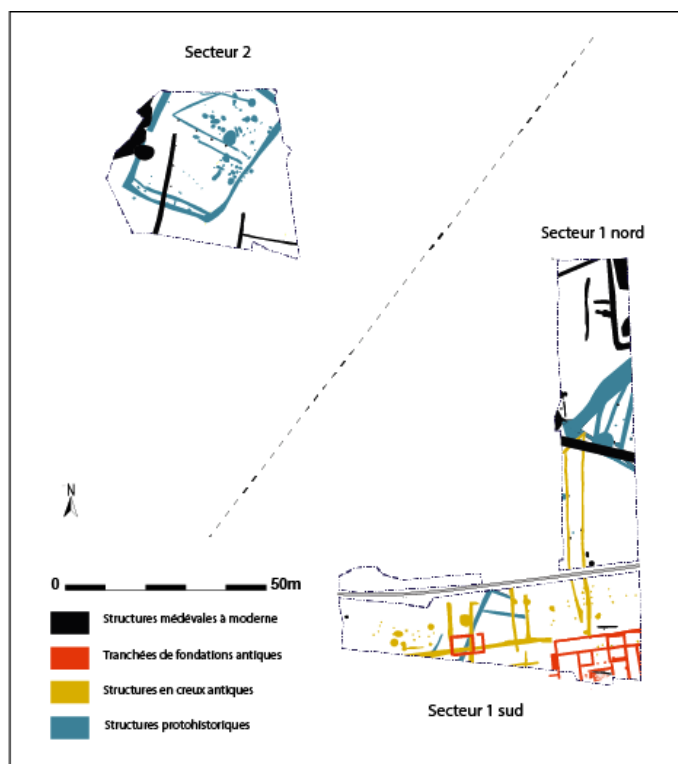 Secteur 2
Secteur 1 nord
N
0 50m
Structures médévales à moderne
Tranchées de fondations antiques
Structures en creux antiques
Structures protohistoriques
Secteur 1 sud